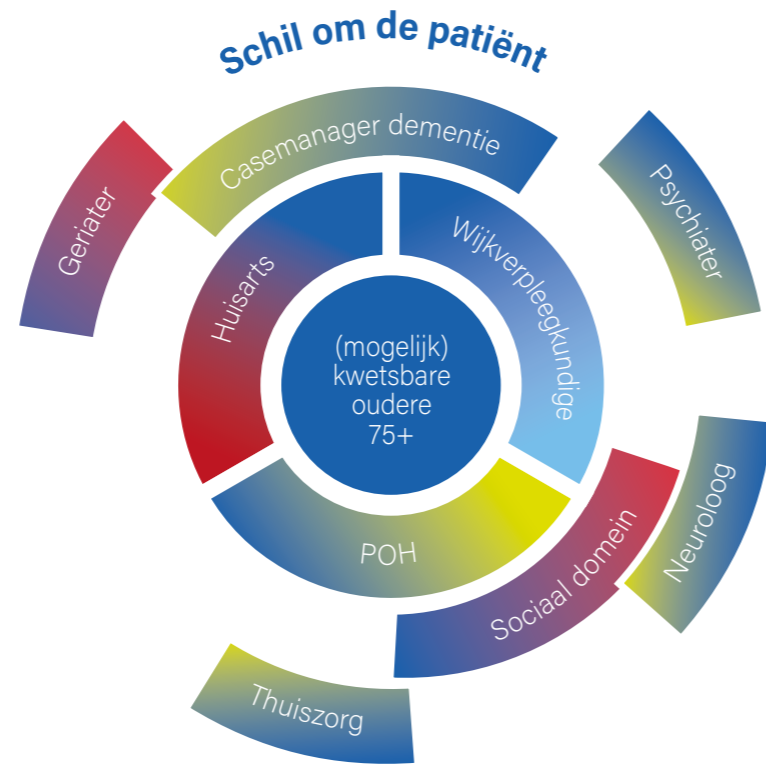 Schil om de patiënt
Casemanager dementie
Geriater
Psychiater
Huisarts
Wijkverpleegkundige
(mogelijk)
kwetsbare
oudere
75+
POH
Sociaal domein
Neuroloog
Thuiszorg